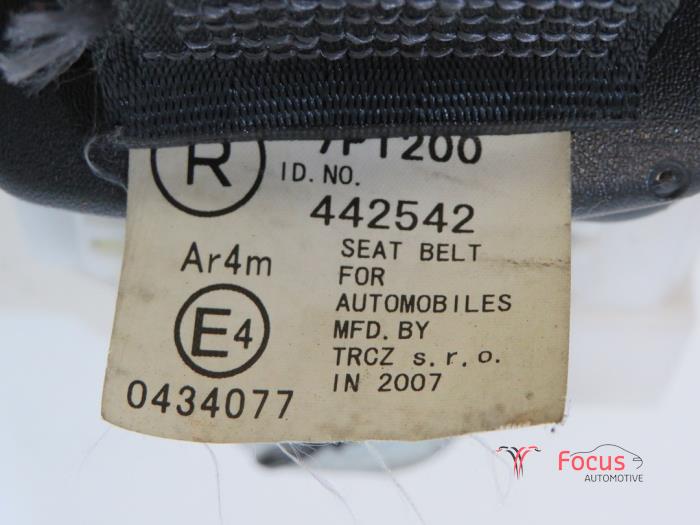 R
7P1200
ID. NO.
442542
Ar4m
E4
0434077
SEAT BELT
FOR
AUTOMOBILES
MFD. BY
TRCZ s.r.o.
IN 2007
Focus
AUTOMOTIVE